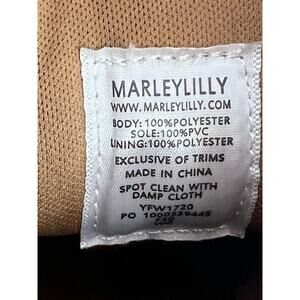 MARLEYLILLY
WWW.MARLEYLILLY.COM
BODY:100%POLYESTER
SOLE:100%PVC
LINING:100%POLYESTER
EXCLUSIVE OF TRIMS
MADE IN CHINA
SPOT CLEAN WITH
DAMP CLOTH
YFW1720
PO 1000239445